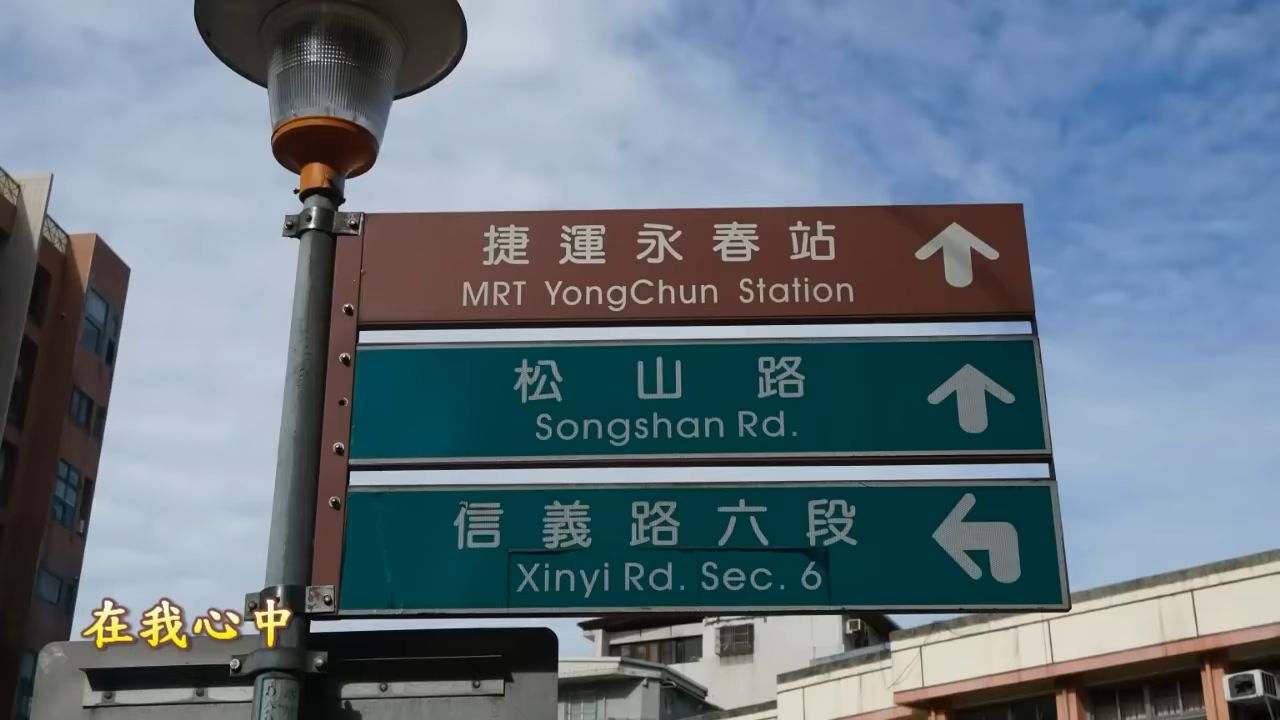 捷運永春站
MRT YongChun Station
松山路
Songshan Rd.
信義路六段
Xinyi Rd. Sec. 6
在我心中